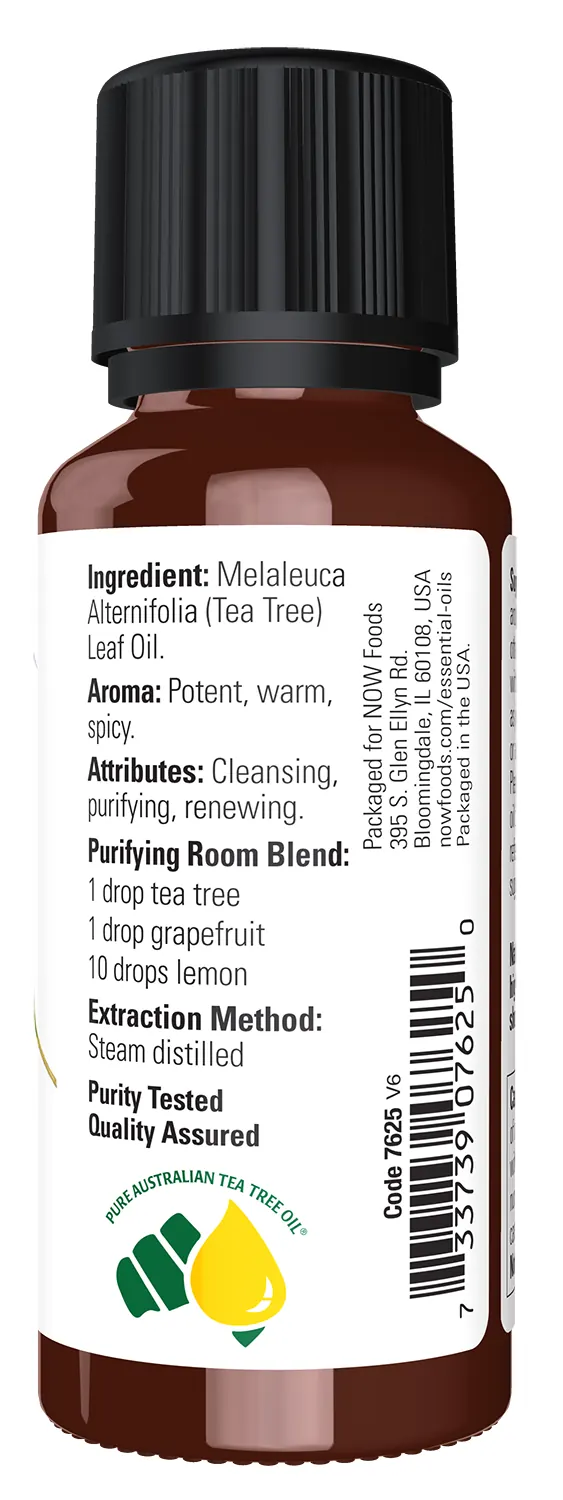 Ingredient: Melaleuca
Alternifolia (Tea Tree)
Leaf Oil.
Aroma: Potent, warm,
spicy.
Attributes: Cleansing,
purifying, renewing.
Purifying Room Blend:
1 drop tea tree
1 drop grapefruit
10 drops lemon
Extraction Method:
Steam distilled
Purity Tested
Quality Assured
PURE AUSTRALIAN TEA TREE OIL®
Packaged for NOW Foods
395 S. Glen Ellyn Rd.
Bloomingdale, IL 60108, USA
nowfoods.com/essential-oils
Packaged in the USA.
Code 7625 V6
7 33739 07625 0